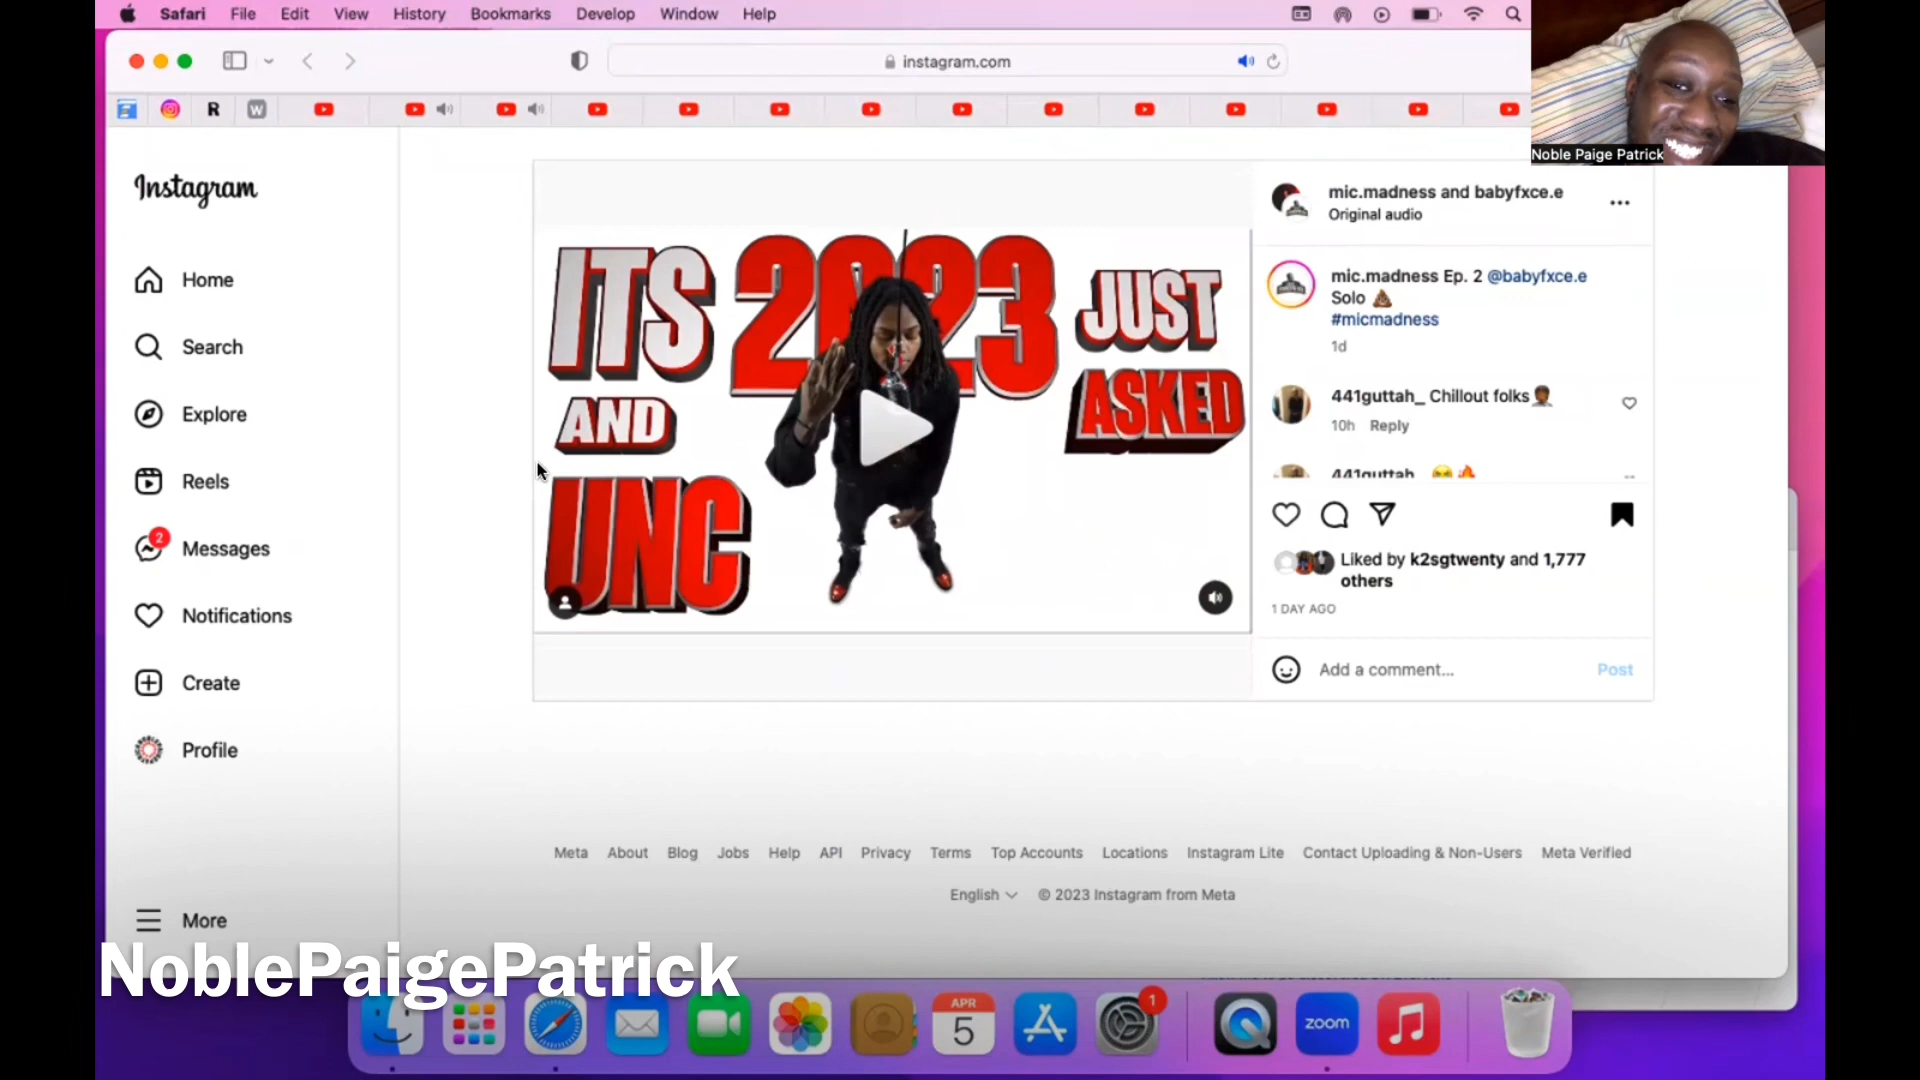 Safari File Edit View History Bookmarks Develop Window Help
instagram.com
R W
Noble Paige Patrick
Instagram
Home
Search
Explore
Reels
2
Messages
Notifications
Create
Profile
More
ITS 2023 JUST
AND ASKED
UNC
mic.madness and babyfxce.e
Original audio
mic.madness Ep. 2 @babyfxce.e
Solo
#micmadness
1d
441guttah_ Chillout folks
10h Reply
441guttah_
Liked by k2sgtwenty and 1,777
others
1 DAY AGO
Add a comment... Post
Meta About Blog Jobs Help API Privacy Terms Top Accounts Locations Instagram Lite Contact Uploading & Non-Users Meta Verified
English © 2023 Instagram from Meta
NoblePaigePatrick
APR
5
1
zoom